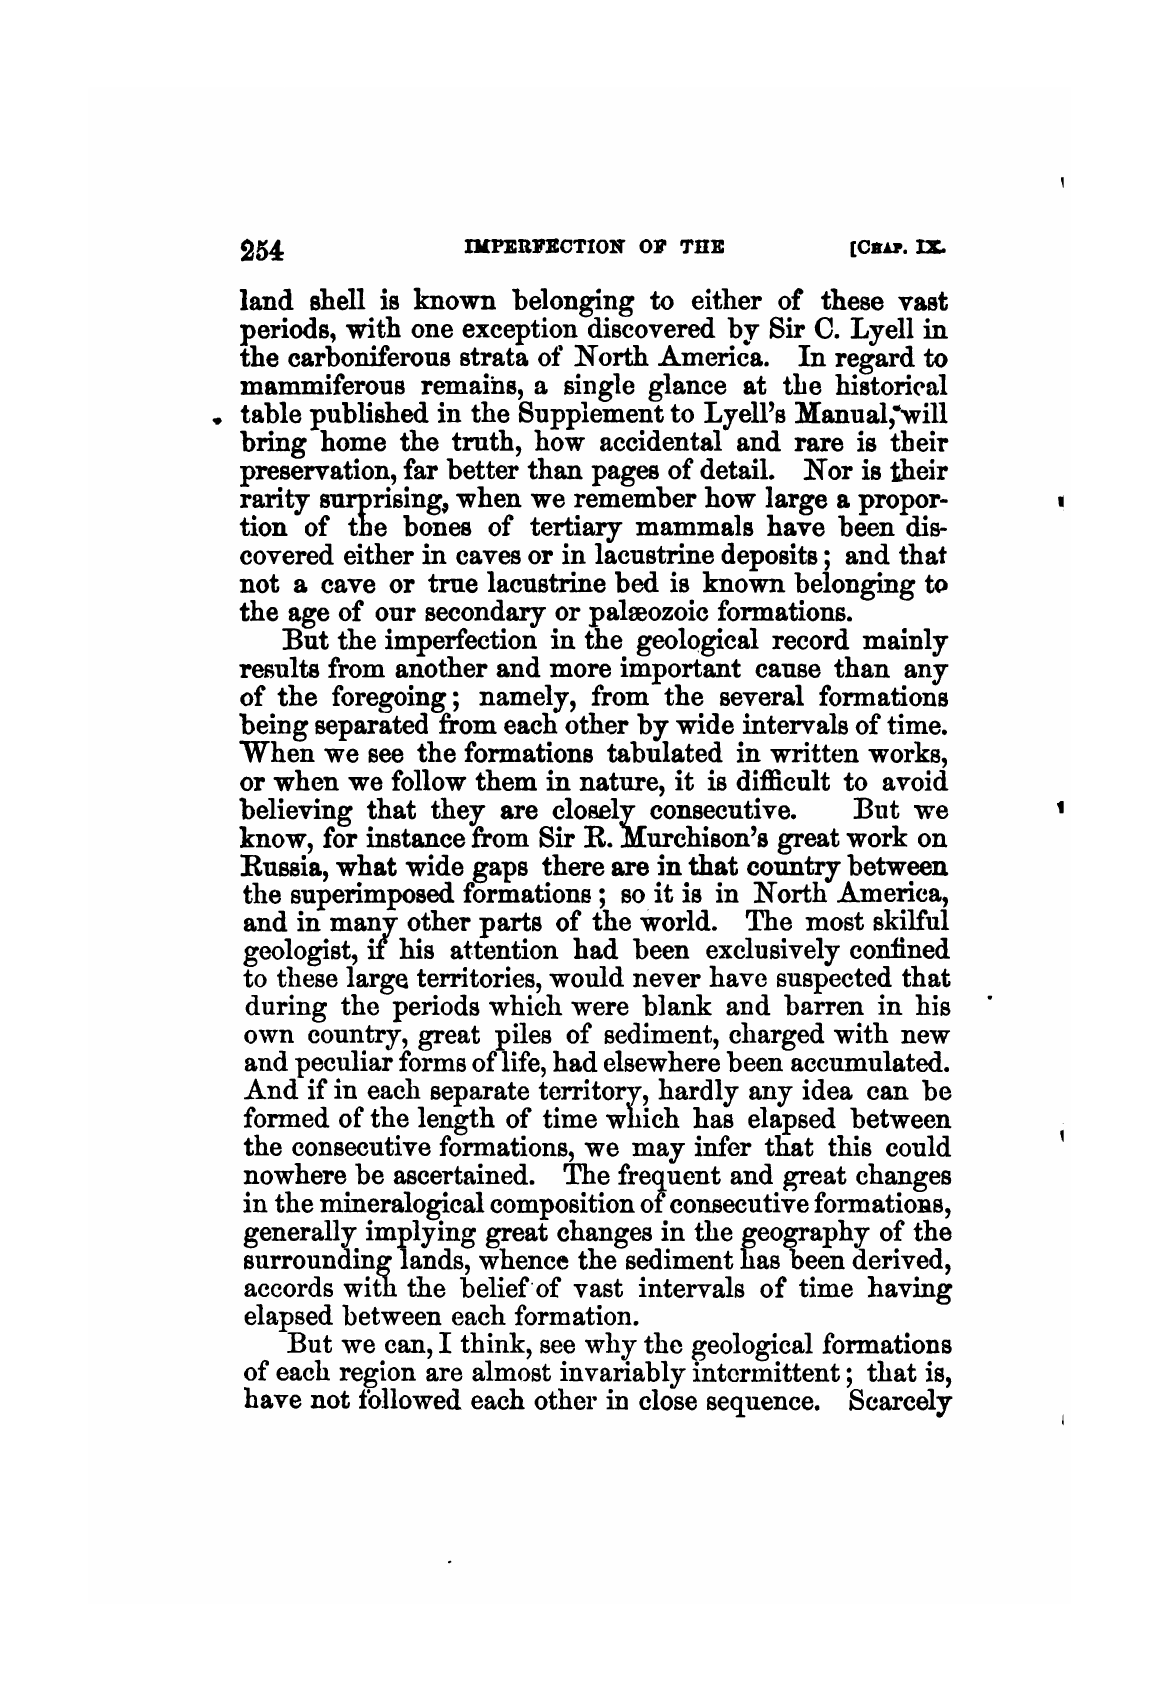 254 IMPERFECTION OF THE [CHAP. IX.
land shell is known belonging to either of these vast
periods, with one exception discovered by Sir C. Lyell in
the carboniferous strata of North America. In regard to
mammiferous remains, a single glance at the historical
table published in the Supplement to Lyell's Manual, will
bring home the truth, how accidental and rare is their
preservation, far better than pages of detail. Nor is their
rarity surprising, when we remember how large a propor-
tion of the bones of tertiary mammals have been dis-
covered either in caves or in lacustrine deposits; and that
not a cave or true lacustrine bed is known belonging to
the age of our secondary or palæozoic formations.
But the imperfection in the geological record mainly
results from another and more important cause than any
of the foregoing; namely, from the several formations
being separated from each other by wide intervals of time.
When we see the formations tabulated in written works,
or when we follow them in nature, it is difficult to avoid
believing that they are closely consecutive. But we
know, for instance from Sir R. Murchison's great work on
Russia, what wide gaps there are in that country between
the superimposed formations; so it is in North America,
and in many other parts of the world. The most skilful
geologist, if his attention had been exclusively confined
to these large territories, would never have suspected that
during the periods which were blank and barren in his
own country, great piles of sediment, charged with new
and peculiar forms of life, had elsewhere been accumulated.
And if in each separate territory, hardly any idea can be
formed of the length of time which has elapsed between
the consecutive formations, we may infer that this could
nowhere be ascertained. The frequent and great changes
in the mineralogical composition of consecutive formations,
generally implying great changes in the geography of the
surrounding lands, whence the sediment has been derived,
accords with the belief of vast intervals of time having
elapsed between each formation.
But we can, I think, see why the geological formations
of each region are almost invariably intermittent; that is,
have not followed each other in close sequence. Scarcely